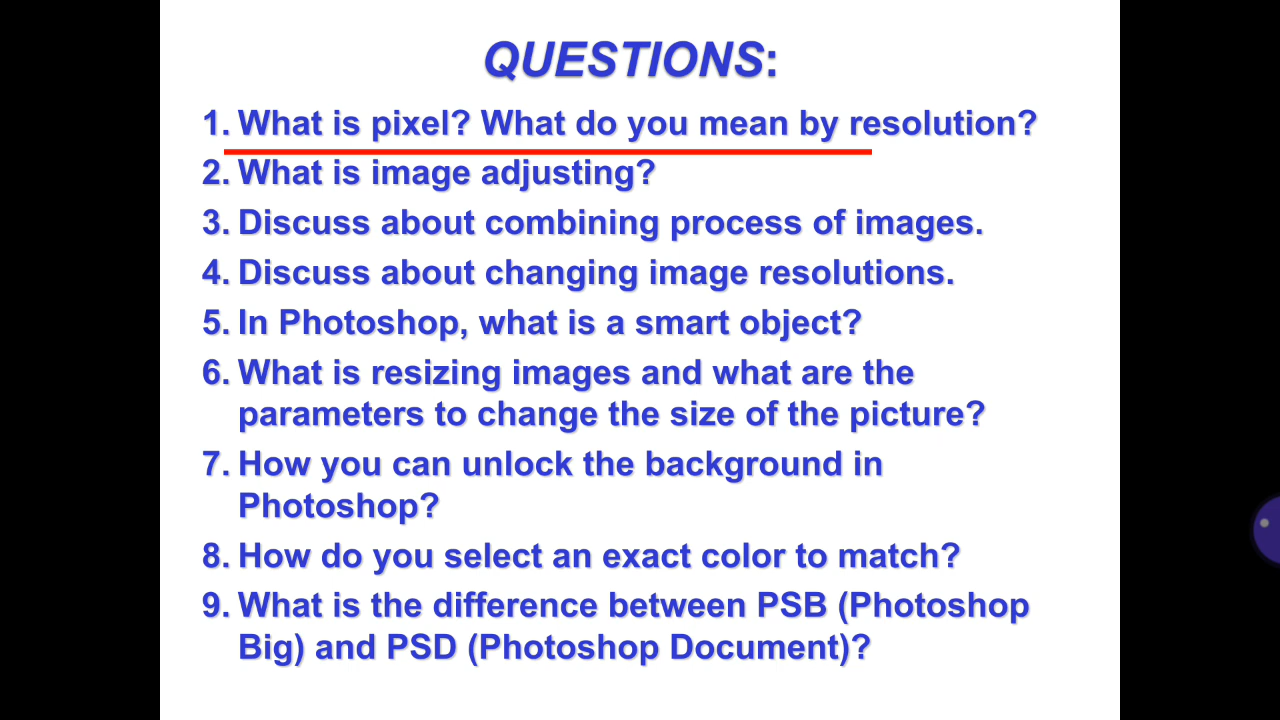 QUESTIONS:
1. What is pixel? What do you mean by resolution?
2. What is image adjusting?
3. Discuss about combining process of images.
4. Discuss about changing image resolutions.
5. In Photoshop, what is a smart object?
6. What is resizing images and what are the
parameters to change the size of the picture?
7. How you can unlock the background in
Photoshop?
8. How do you select an exact color to match?
9. What is the difference between PSB (Photoshop
Big) and PSD (Photoshop Document)?